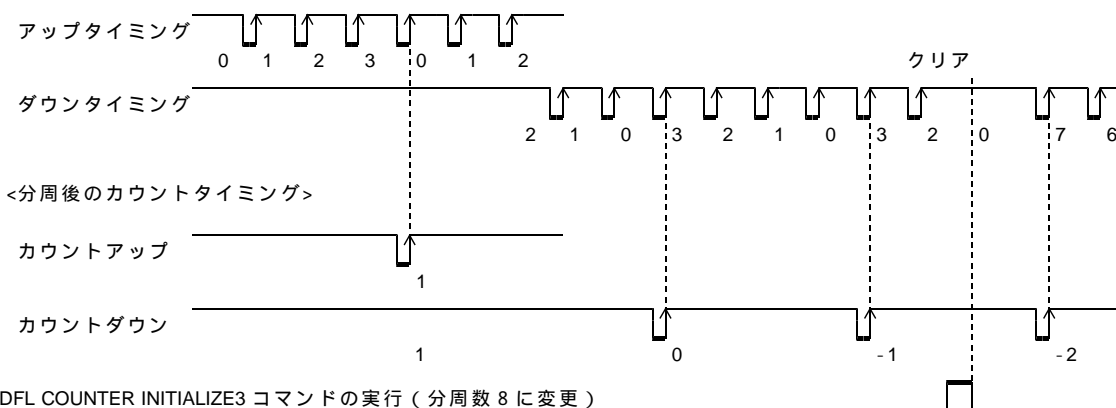 アップタイミング
0 1 2 3 0 1 2
クリア
ダウンタイミング
2 1 0 3 2 1 0 3 2 0 7 6
<分周後のカウントタイミング>
カウントアップ
1
カウントダウン
1 0 -1 -2
DFL COUNTER INITIALIZE3 コマンドの実行(分周数8に変更)